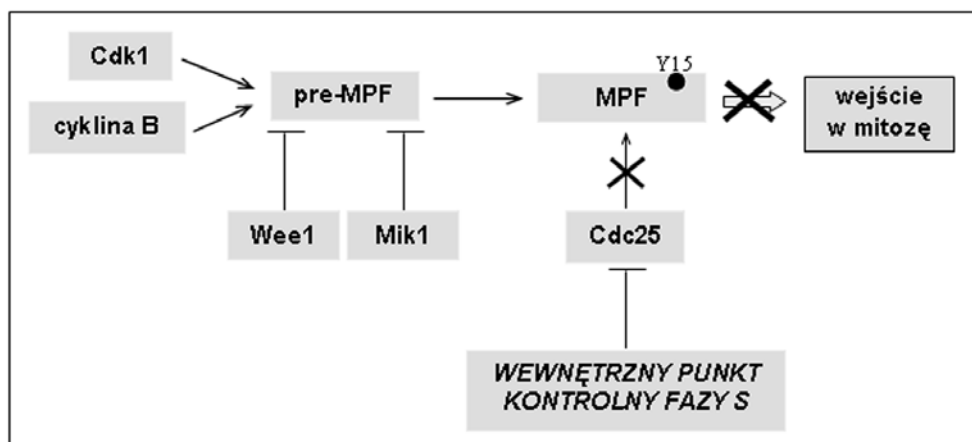 Cdk1
cyklina B
pre-MPF
Y15
MPF
wejście
w mitozę
Wee1
Mik1
Cdc25
WEWNĘTRZNY PUNKT
KONTROLNY FAZY S